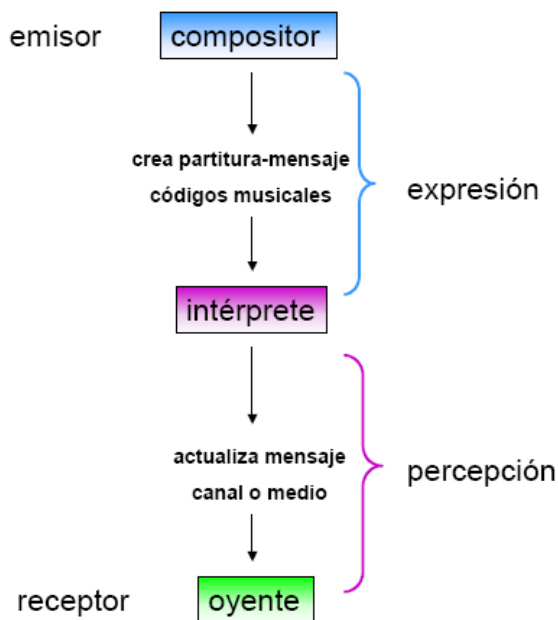 emisor compositor
crea partitura-mensaje
códigos musicales
expresión
intérprete
actualiza mensaje
canal o medio
percepción
receptor oyente